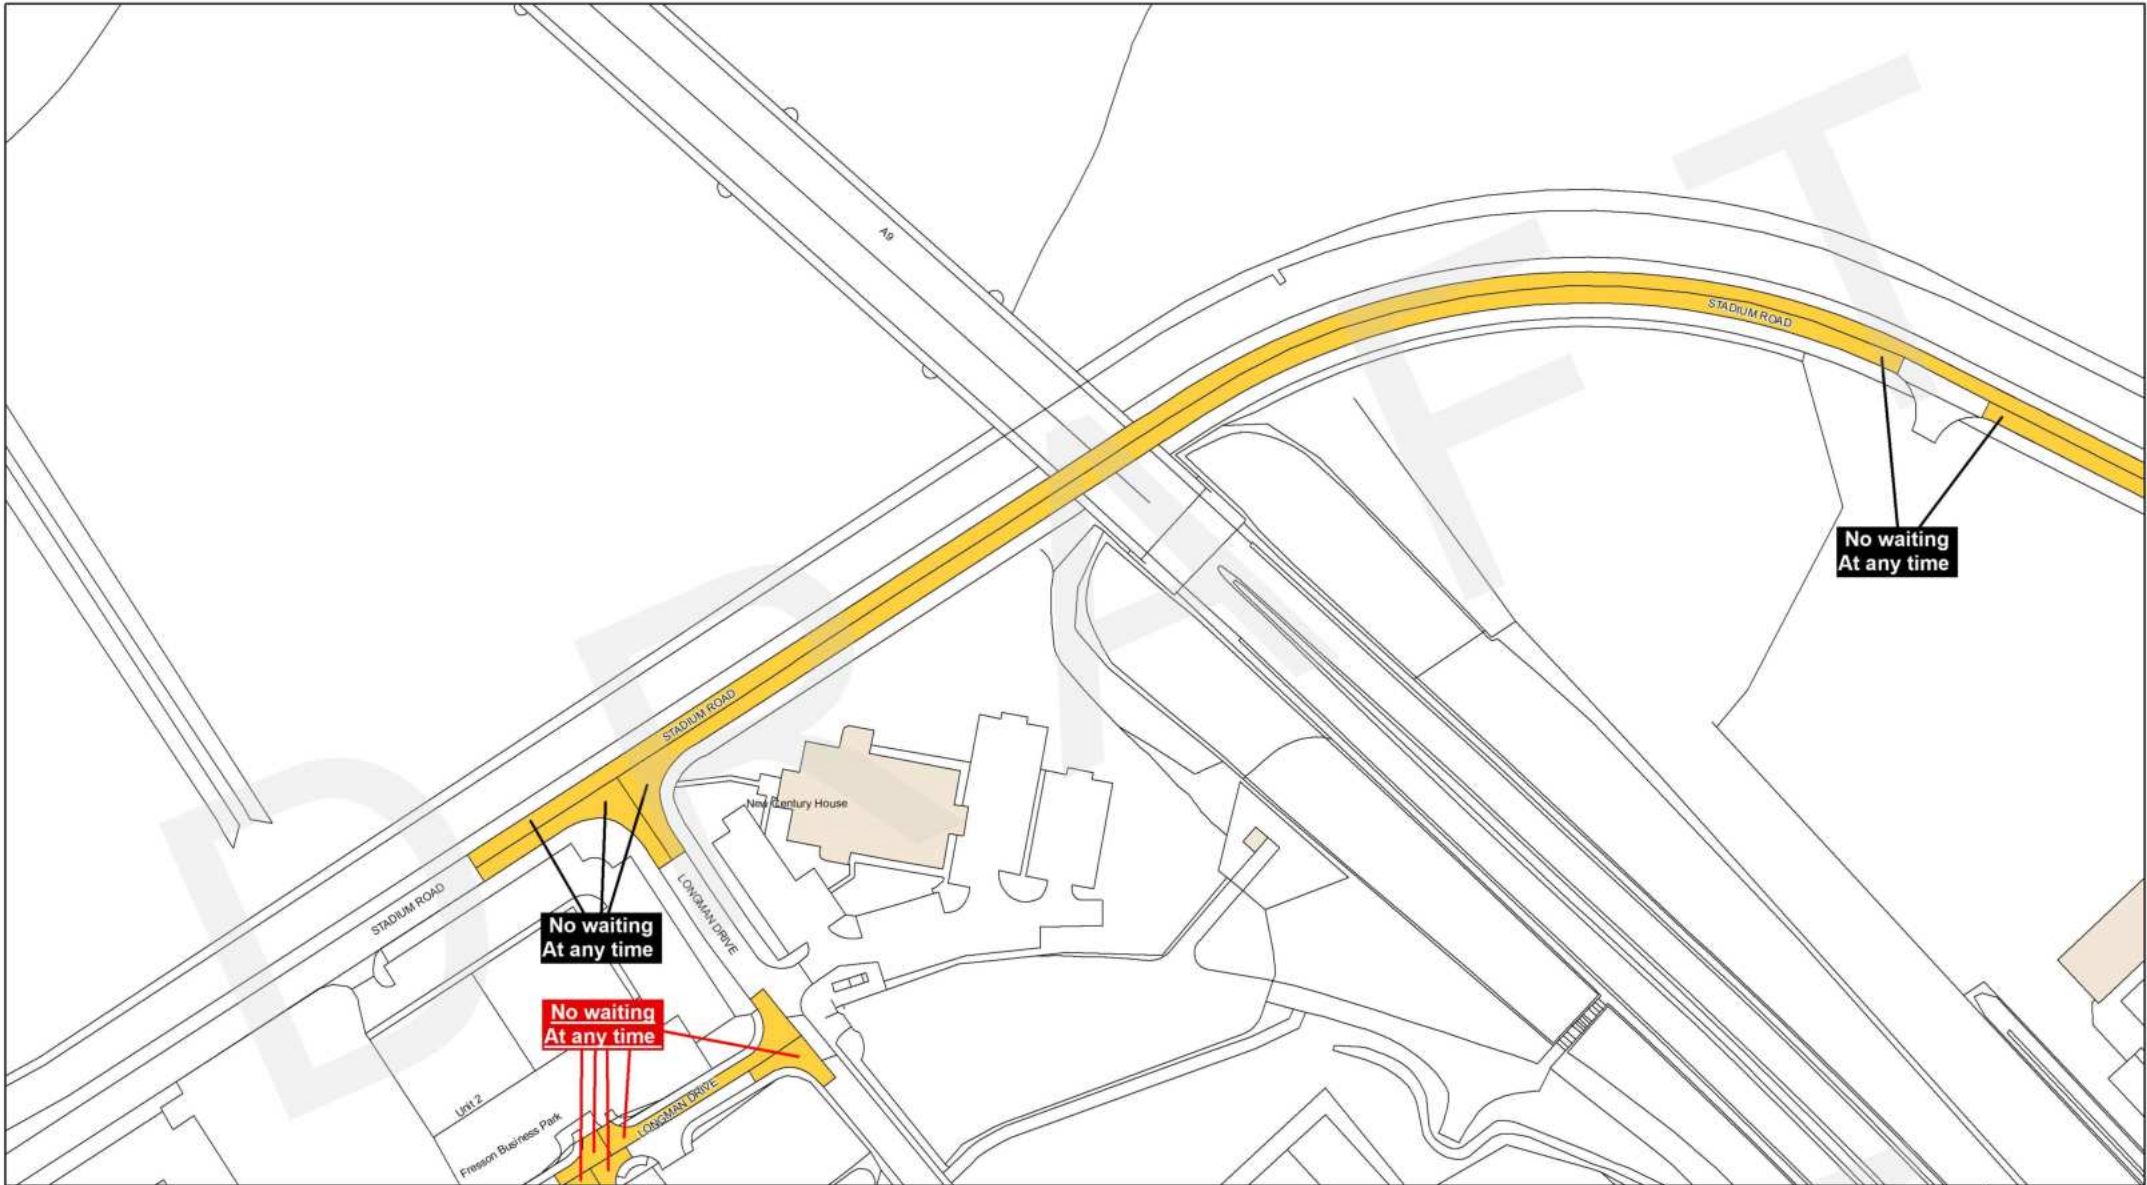 A9
STADIUM ROAD
No waiting
At any time
STADIUM ROAD
New Century House
STADIUM ROAD
LONGMAN DRIVE
No waiting
At any time
No waiting
At any time
LONGMAN DRIVE
Unit 2
Fresson Business Park
DRAFT